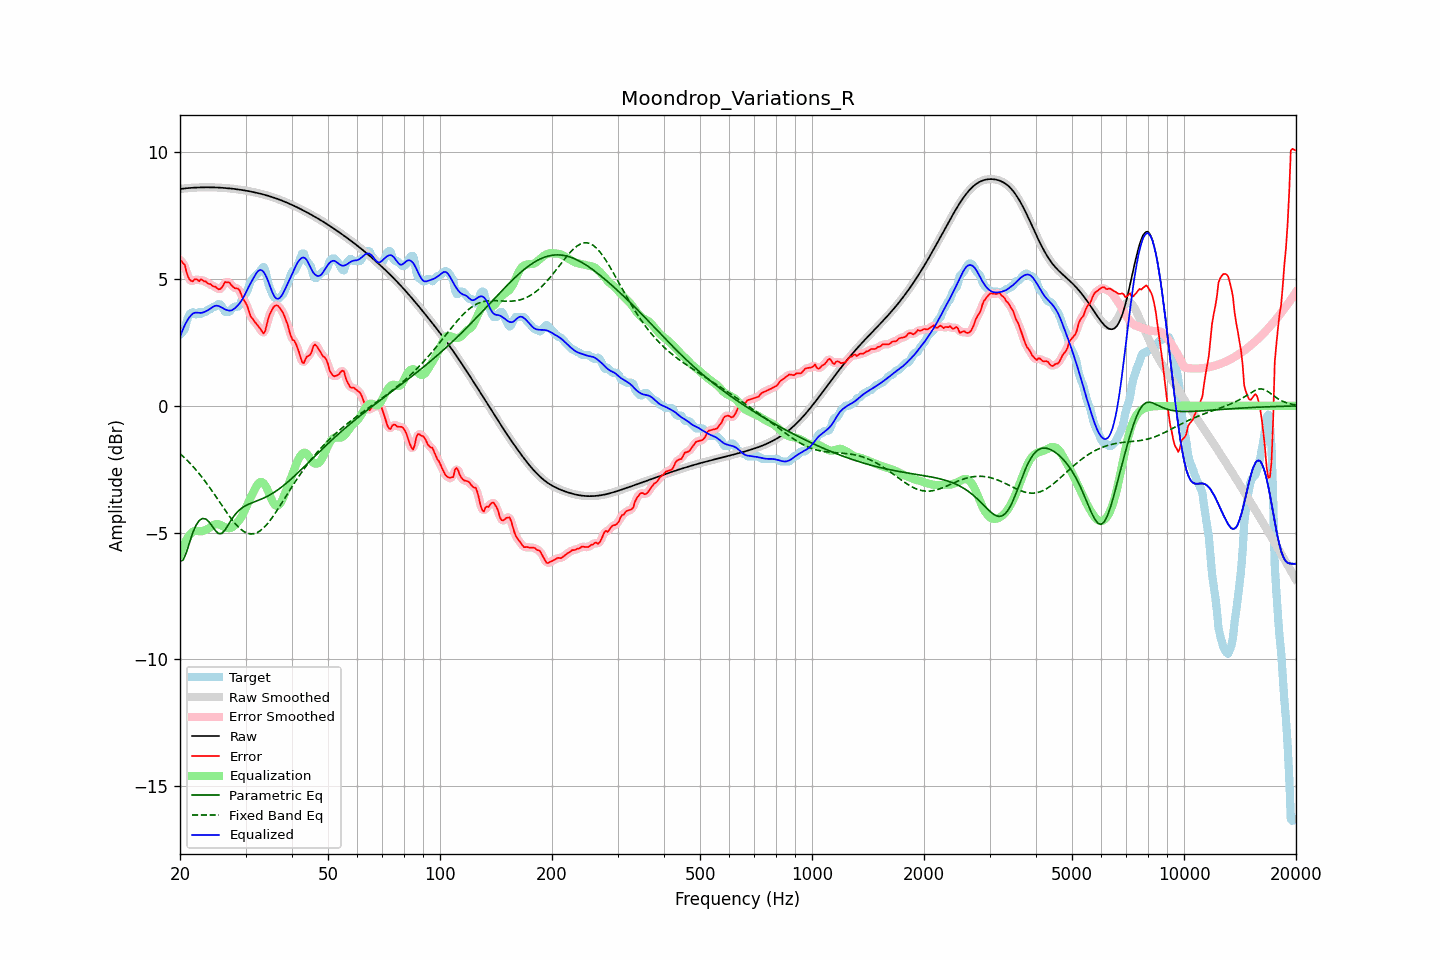 Moondrop_Variations_R
Amplitude (dBr)
10
5
0
−5
−10
−15
Target
Raw Smoothed
Error Smoothed
Raw
Error
Equalization
Parametric Eq
Fixed Band Eq
Equalized
20 50 100 200 500 1000 2000 5000 10000 20000
Frequency (Hz)